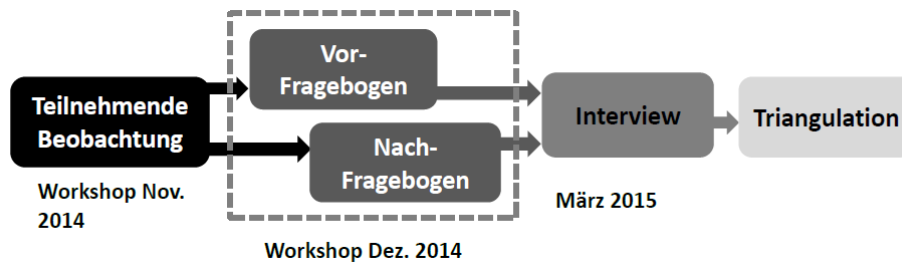 Teilnehmende
Beobachtung
Workshop Nov.
2014
Vor-
Fragebogen
Nach-
Fragebogen
Workshop Dez. 2014
Interview
März 2015
Triangulation